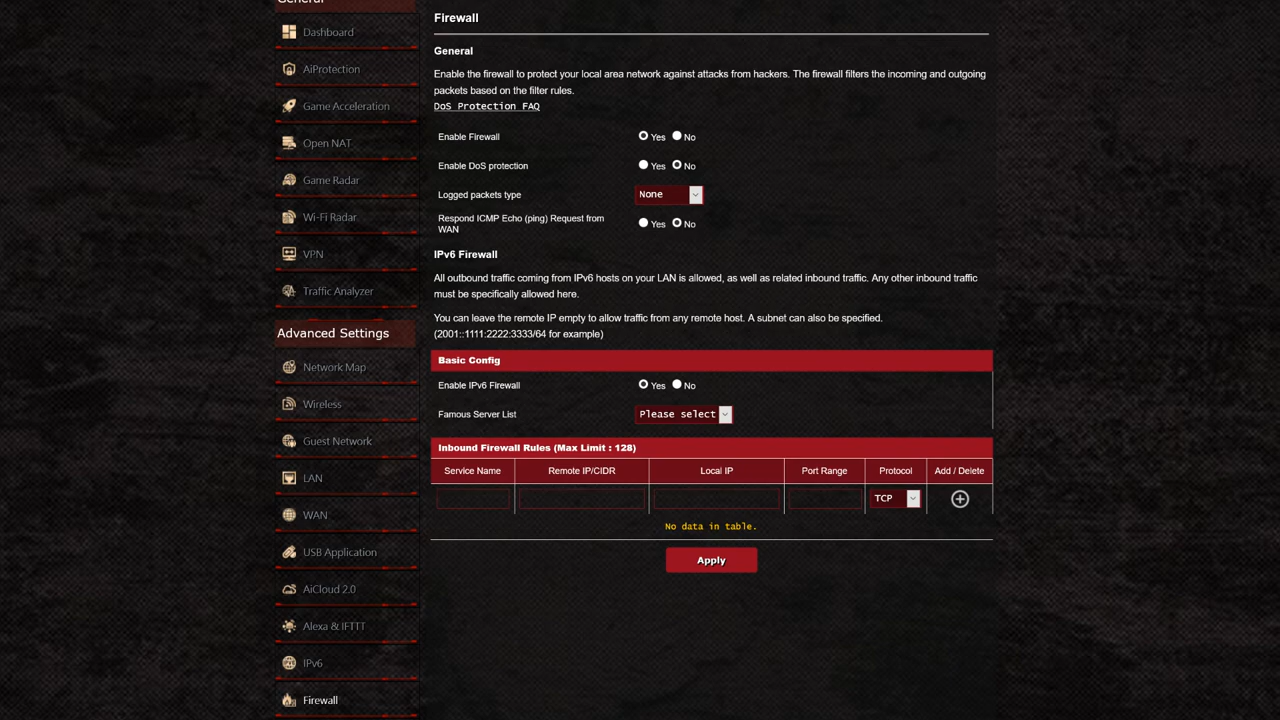 General
Dashboard
AiProtection
Game Acceleration
Open NAT
Game Radar
Wi-Fi Radar
VPN
Traffic Analyzer
Advanced Settings
Network Map
Wireless
Guest Network
LAN
WAN
USB Application
AiCloud 2.0
Alexa & IFTTT
IPv6
Firewall
Firewall
General
Enable the firewall to protect your local area network against attacks from hackers. The firewall filters the incoming and outgoing
packets based on the filter rules.
DoS Protection FAQ
Enable Firewall Yes No
Enable DoS protection Yes No
Logged packets type None
Respond ICMP Echo (ping) Request from
WAN Yes No
IPv6 Firewall
All outbound traffic coming from IPv6 hosts on your LAN is allowed, as well as related inbound traffic. Any other inbound traffic
must be specifically allowed here.
You can leave the remote IP empty to allow traffic from any remote host. A subnet can also be specified.
(2001::1111:2222:3333/64 for example)
Basic Config
Enable IPv6 Firewall Yes No
Famous Server List Please select
Inbound Firewall Rules (Max Limit : 128)
Service Name Remote IP/CIDR Local IP Port Range Protocol Add / Delete
TCP
No data in table.
Apply